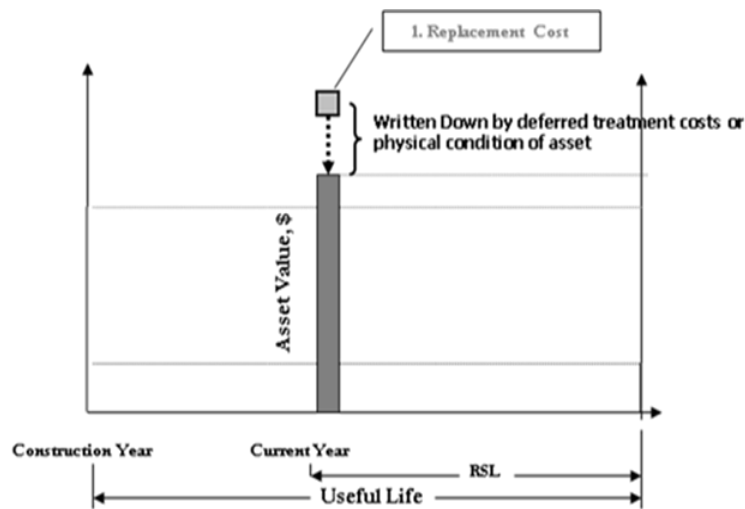 1. Replacement Cost
Written Down by deferred treatment costs or
physical condition of asset
Asset Value, $
Construction Year
Current Year
RSL
Useful Life